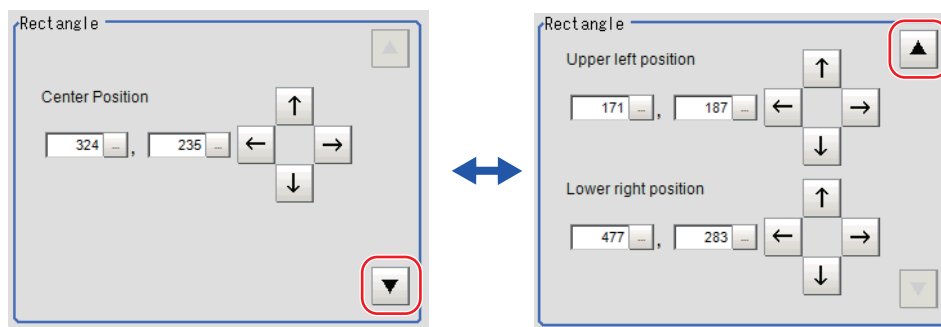 Rectangle
Center Position
324 ... , 235 ...
Rectangle
Upper left position
171 ... , 187 ...
Lower right position
477 ... , 283 ...